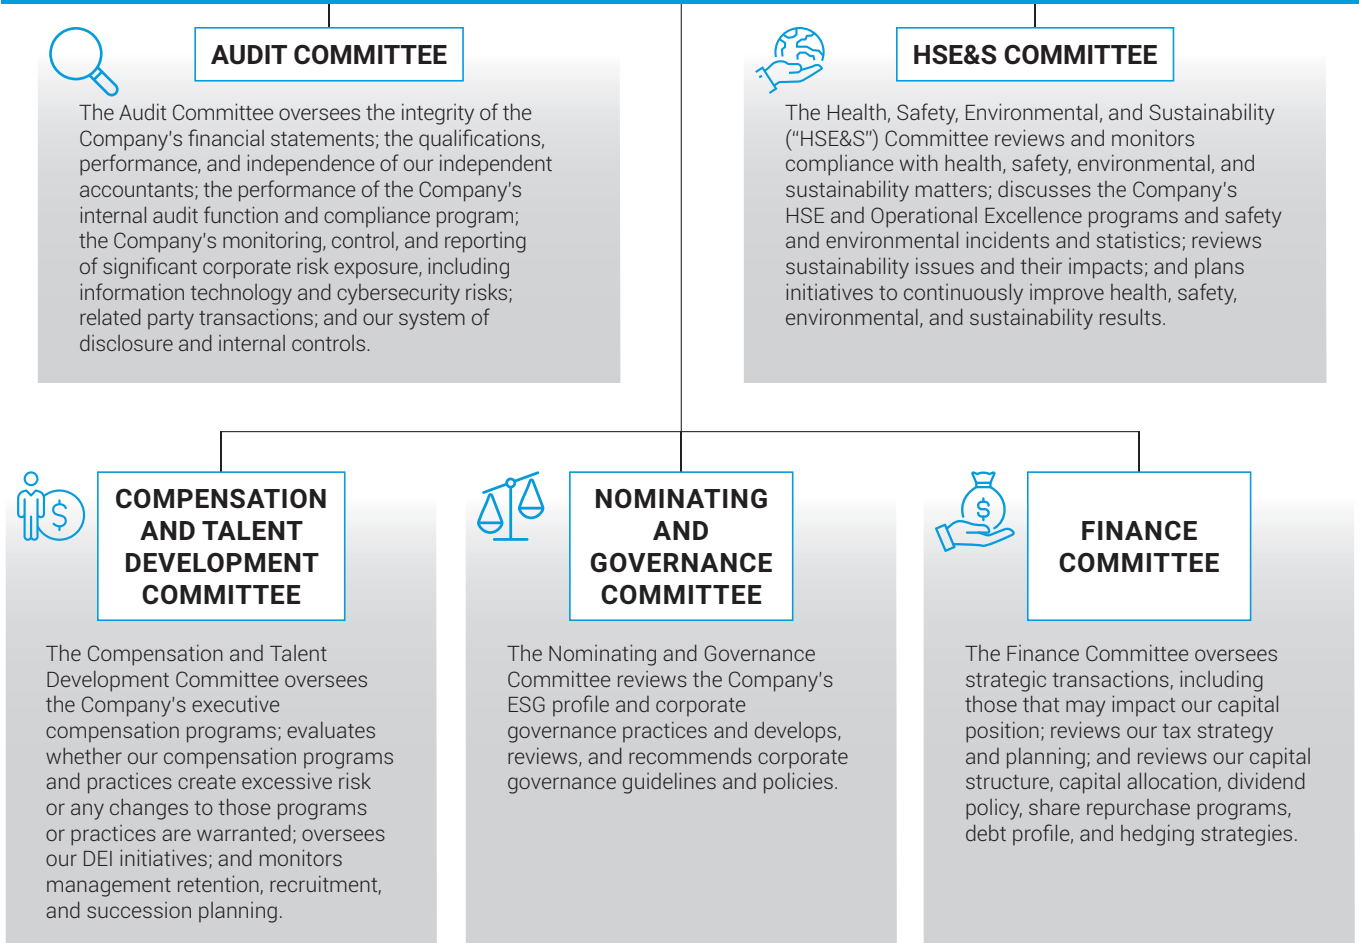 AUDIT COMMITTEE
The Audit Committee oversees the integrity of the
Company's financial statements; the qualifications,
performance, and independence of our independent
accountants; the performance of the Company's
internal audit function and compliance program;
the Company's monitoring, control, and reporting
of significant corporate risk exposure, including
information technology and cybersecurity risks;
related party transactions; and our system of
disclosure and internal controls.
HSE&S COMMITTEE
The Health, Safety, Environmental, and Sustainability
(“HSE&S”) Committee reviews and monitors
compliance with health, safety, environmental, and
sustainability matters; discusses the Company's
HSE and Operational Excellence programs and safety
and environmental incidents and statistics; reviews
sustainability issues and their impacts; and plans
initiatives to continuously improve health, safety,
environmental, and sustainability results.
$
COMPENSATION
AND TALENT
DEVELOPMENT
COMMITTEE
The Compensation and Talent
Development Committee oversees
the Company's executive
compensation programs; evaluates
whether our compensation programs
and practices create excessive risk
or any changes to those programs
or practices are warranted; oversees
our DEI initiatives; and monitors
management retention, recruitment,
and succession planning.
NOMINATING
AND
GOVERNANCE
COMMITTEE
The Nominating and Governance
Committee reviews the Company's
ESG profile and corporate
governance practices and develops,
reviews, and recommends corporate
governance guidelines and policies.
$
FINANCE
COMMITTEE
The Finance Committee oversees
strategic transactions, including
those that may impact our capital
position; reviews our tax strategy
and planning; and reviews our capital
structure, capital allocation, dividend
policy, share repurchase programs,
debt profile, and hedging strategies.